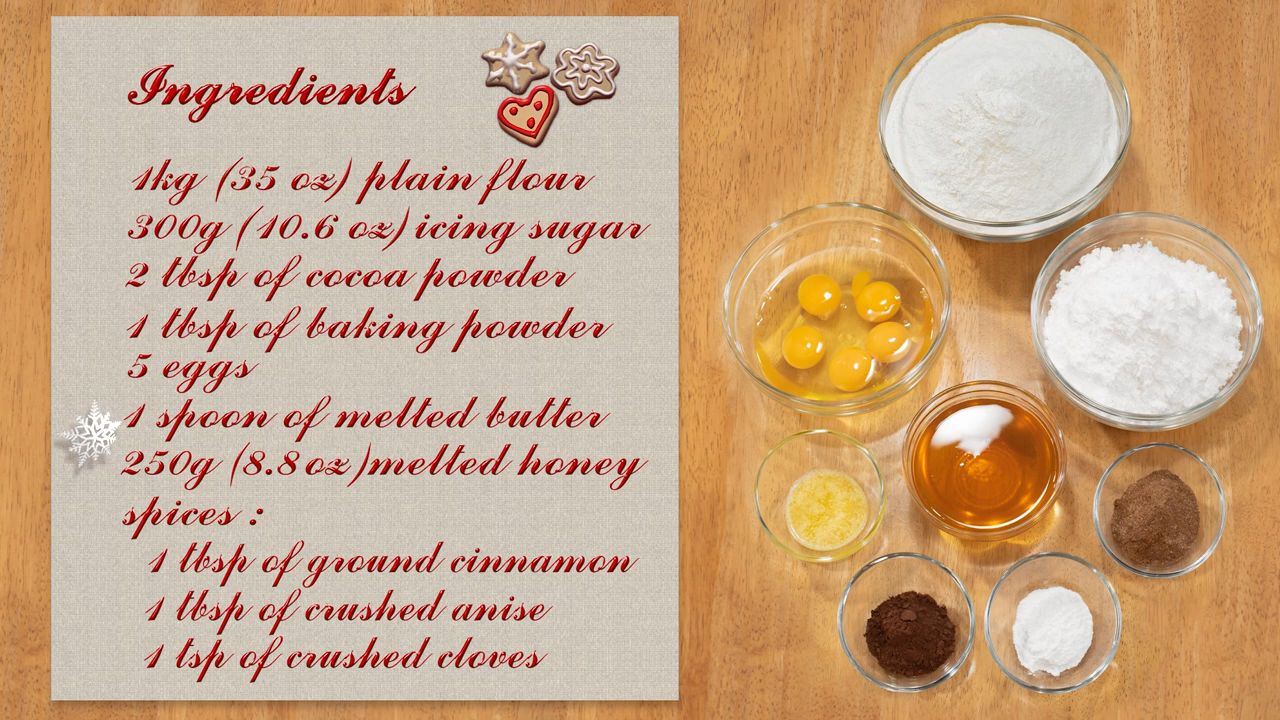 Ingredients
1kg (35 oz) plain flour
300g (10.6 oz) icing sugar
2 tbsp of cocoa powder
1 tbsp of baking powder
5 eggs
1 spoon of melted butter
250g (8.8 oz) melted honey
spices :
1 tbsp of ground cinnamon
1 tbsp of crushed anise
1 tsp of crushed cloves